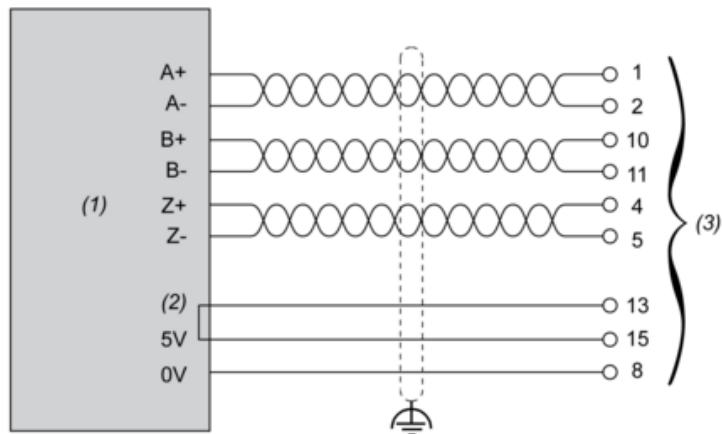 A+ 1
A- 2
B+ 10
B- 11
(1) Z+ 4 (3)
Z- 5
(2) 13
5V 15
0V 8